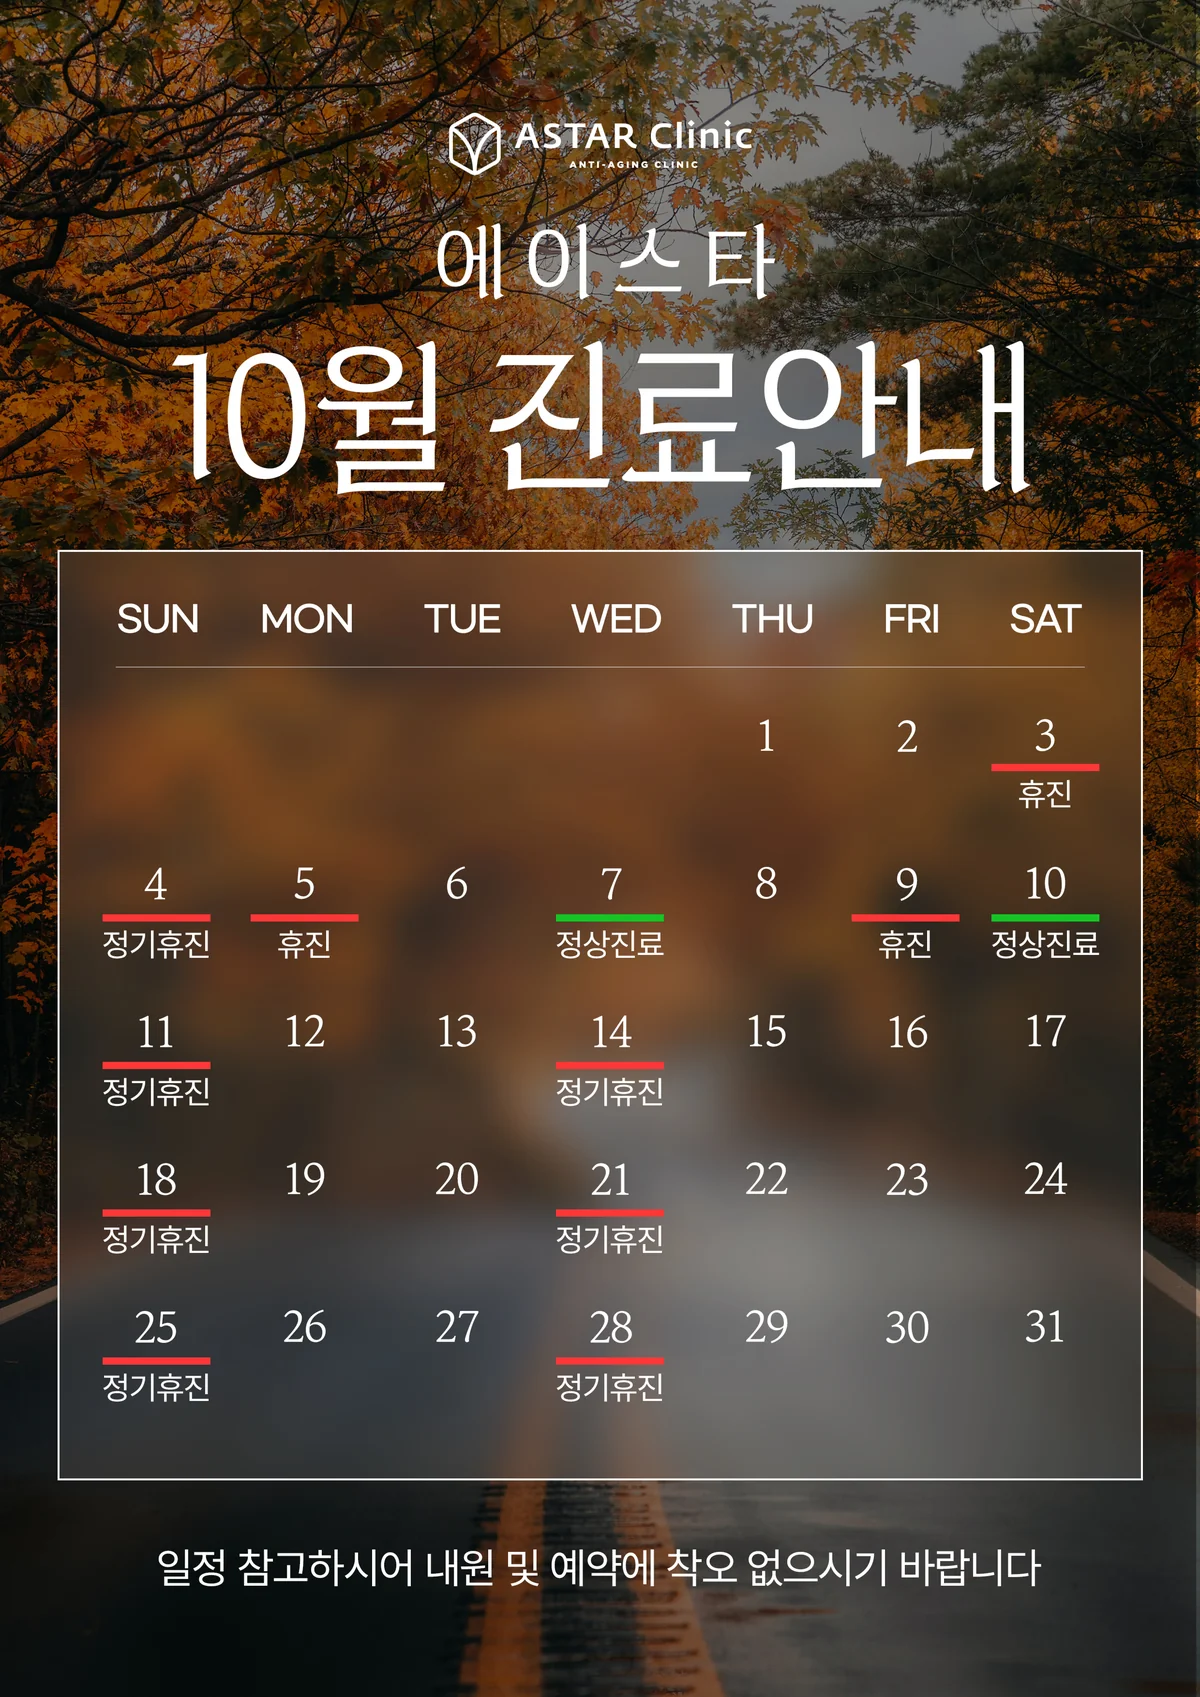 ASTAR Clinic
ANTI-AGING CLINIC
에이스타
10월 진료안내
SUN MON TUE WED THU FRI SAT
1 2 3
휴진
4 5 6 7 8 9 10
정기휴진 휴진 정상진료 휴진 정상진료
11 12 13 14 15 16 17
정기휴진 정기휴진
18 19 20 21 22 23 24
정기휴진 정기휴진
25 26 27 28 29 30 31
정기휴진 정기휴진
일정 참고하시어 내원 및 예약에 착오 없으시기 바랍니다